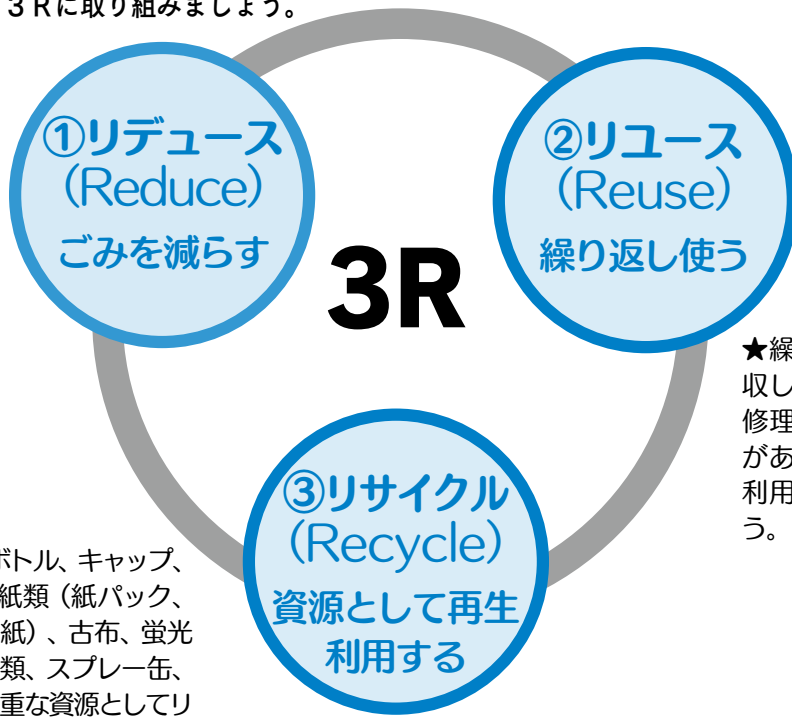 3Rに取り組みましょう。
①リデュース
(Reduce)
ごみを減らす
②リユース
(Reuse)
繰り返し使う
3R
★繰
収し
修理
があ
利用
う。
③リサイクル
(Recycle)
資源として再生
利用する
ボトル、キャップ、
紙類（紙パック、
紙）、古布、蛍光
類、スプレー缶、
重な資源としてリ